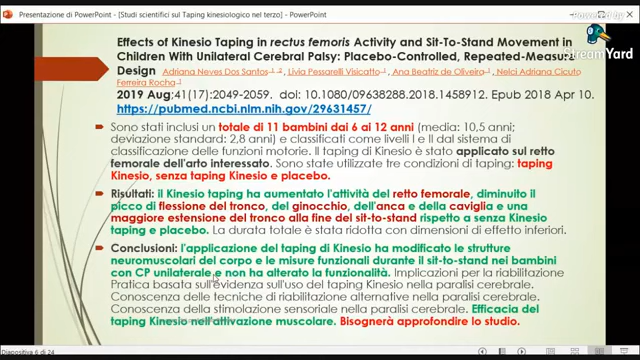 Presentazione di PowerPoint - [Studi scientifici sul Taping kinesiologico nel terzo] - PowerPoint
Powered by
StreamYard
Effects of Kinesio Taping in rectus femoris Activity and Sit-To-Stand Movement in
Children With Unilateral Cerebral Palsy: Placebo-Controlled, Repeated-Measure
Design Adriana Neves Dos Santos 1 2, Livia Pessarelli Visicatto 1, Ana Beatriz de Oliveira 1, Nelci Adriana Cicuto
Ferreira Rocha 1
2019 Aug;41(17):2049-2059. doi: 10.1080/09638288.2018.1458912. Epub 2018 Apr 10.
https://pubmed.ncbi.nlm.nih.gov/29631457/
Sono stati inclusi un totale di 11 bambini dai 6 ai 12 anni (media: 10,5 anni;
deviazione standard: 2,8 anni) e classificati come livelli I e II dal sistema di
classificazione delle funzioni motorie. Il taping di Kinesio è stato applicato sul retto
femorale dell'arto interessato. Sono state utilizzate tre condizioni di taping: taping
Kinesio, senza taping Kinesio e placebo.
Risultati: il Kinesio taping ha aumentato l'attività del retto femorale, diminuito il
picco di flessione del tronco, del ginocchio, dell'anca e della caviglia e una
maggiore estensione del tronco alla fine del sit-to-stand rispetto a senza Kinesio
taping e placebo. La durata totale è stata ridotta con dimensioni di effetto inferiori.
Conclusioni: l'applicazione del taping di Kinesio ha modificato le strutture
neuromuscolari del corpo e le misure funzionali durante il sit-to-stand nei bambini
con CP unilaterale e non ha alterato la funzionalità. Implicazioni per la riabilitazione
Pratica basata sull'evidenza sull'uso del taping Kinesio nella paralisi cerebrale.
Conoscenza delle tecniche di riabilitazione alternative nella paralisi cerebrale.
Conoscenza della stimolazione sensoriale nella paralisi cerebrale. Efficacia del
taping Kinesio nell'attivazione muscolare. Bisognerà approfondire lo studio.
Diapositiva 6 di 24